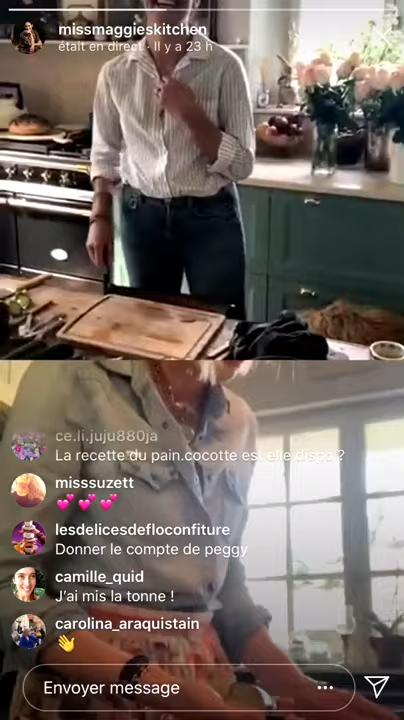 missmaggieskitchen
était en direct · Il y a 23 h
ce.li.juju880ja
La recette du pain.cocotte est elle dispo ?
misssuzett
💕 💕 💕
lesdelicesdefloconfiture
Donner le compte de peggy
camille_quid
J'ai mis la tonne !
carolina_araquistain
👋
Envoyer message